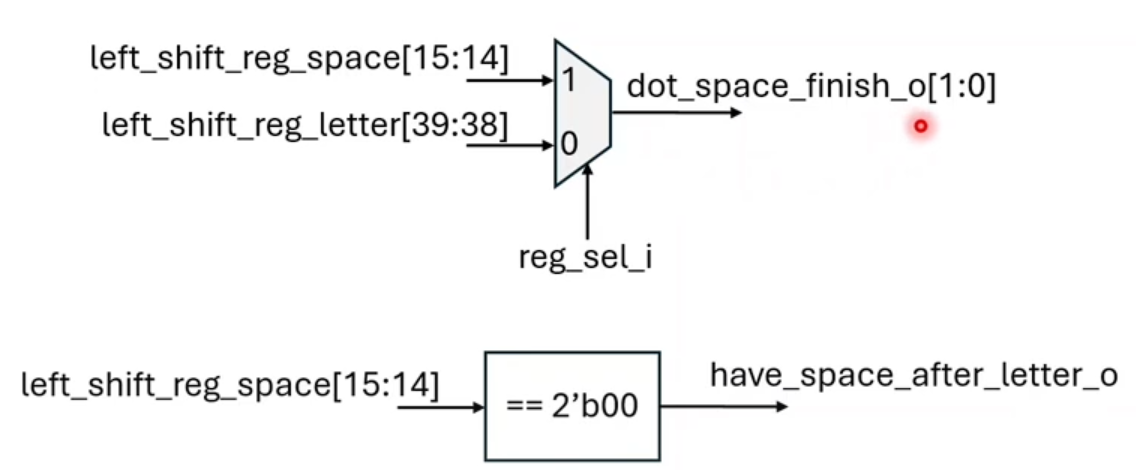 left_shift_reg_space[15:14]
1
dot_space_finish_o[1:0]
left_shift_reg_letter[39:38]
0
reg_sel_i
have_space_after_letter_o
left_shift_reg_space[15:14]
== 2’b00